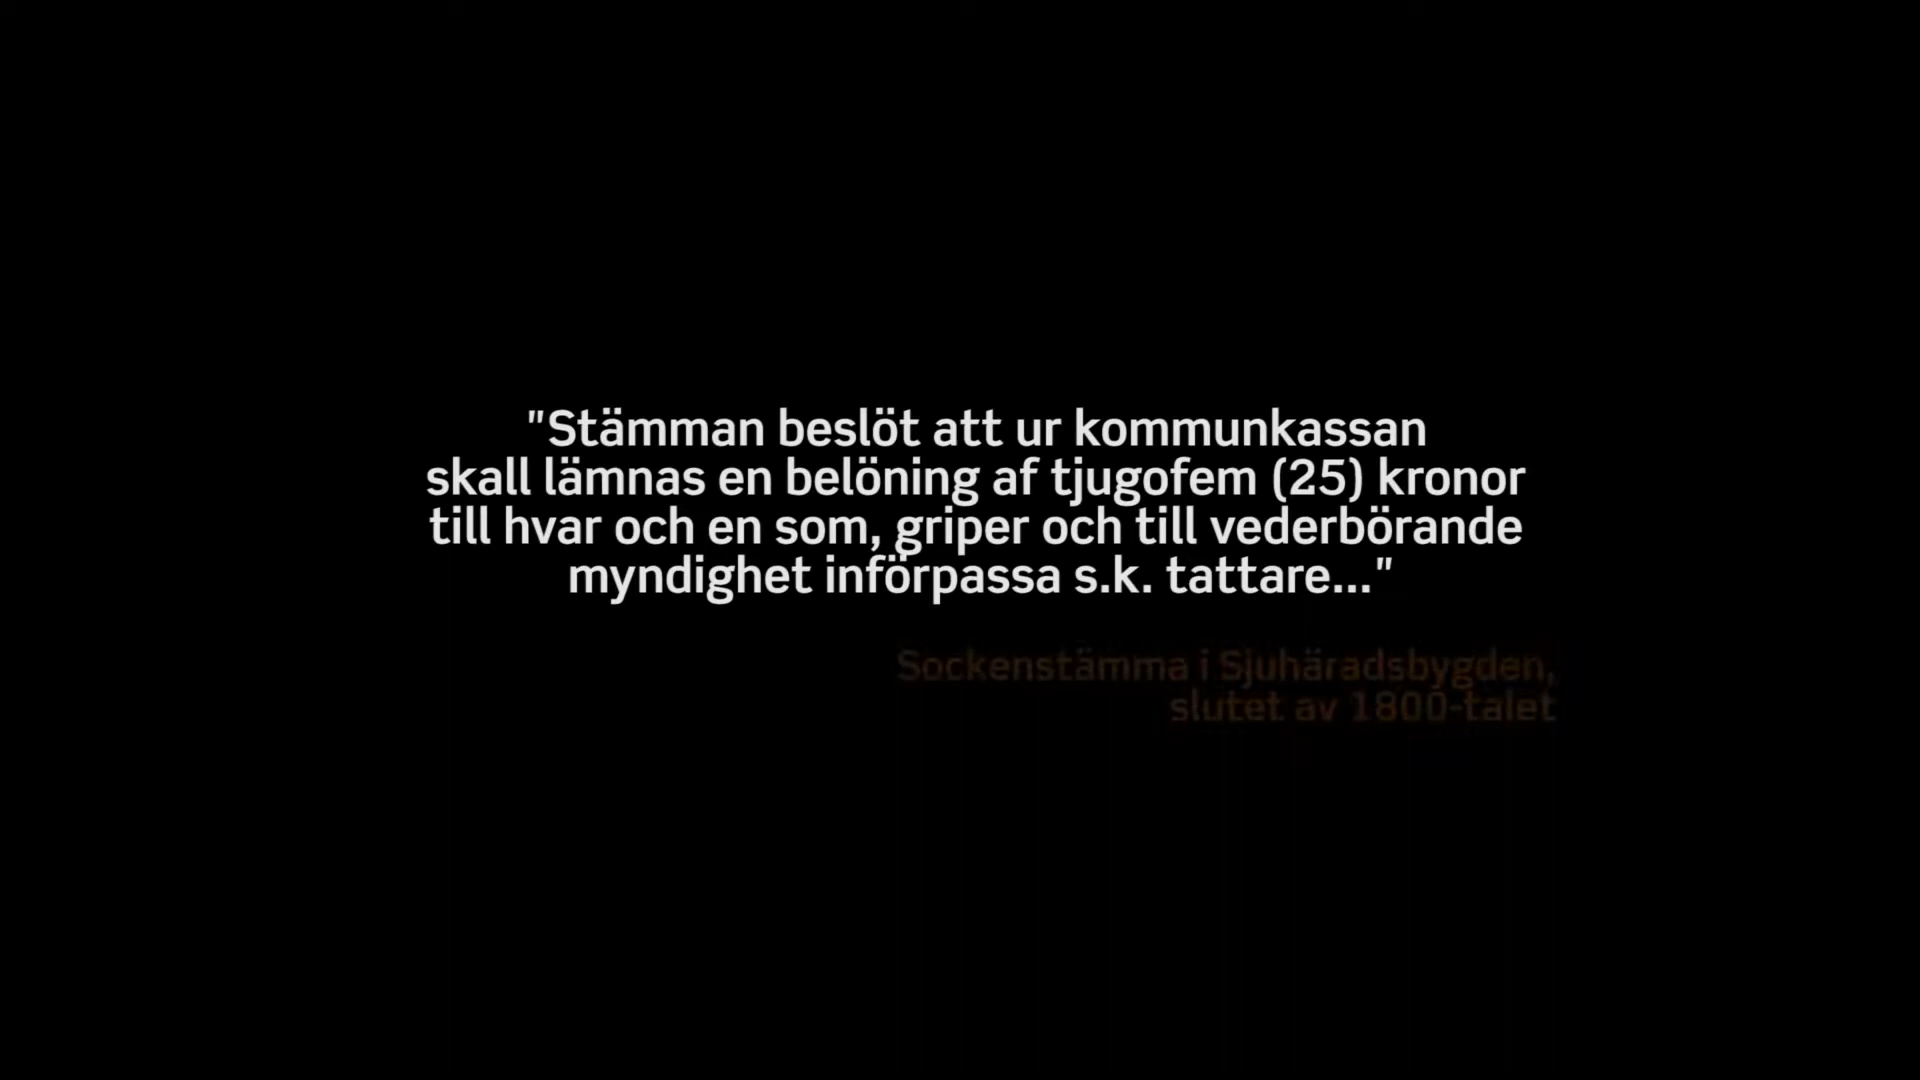 "Stämman beslöt att ur kommunkassan
skall lämnas en belöning af tjugofem (25) kronor
till hvar och en som, griper och till vederbörande
myndighet införpassa s.k. tattare..."
Sockenstämma i Sjuhäradsbygden,
slutet av 1800-talet